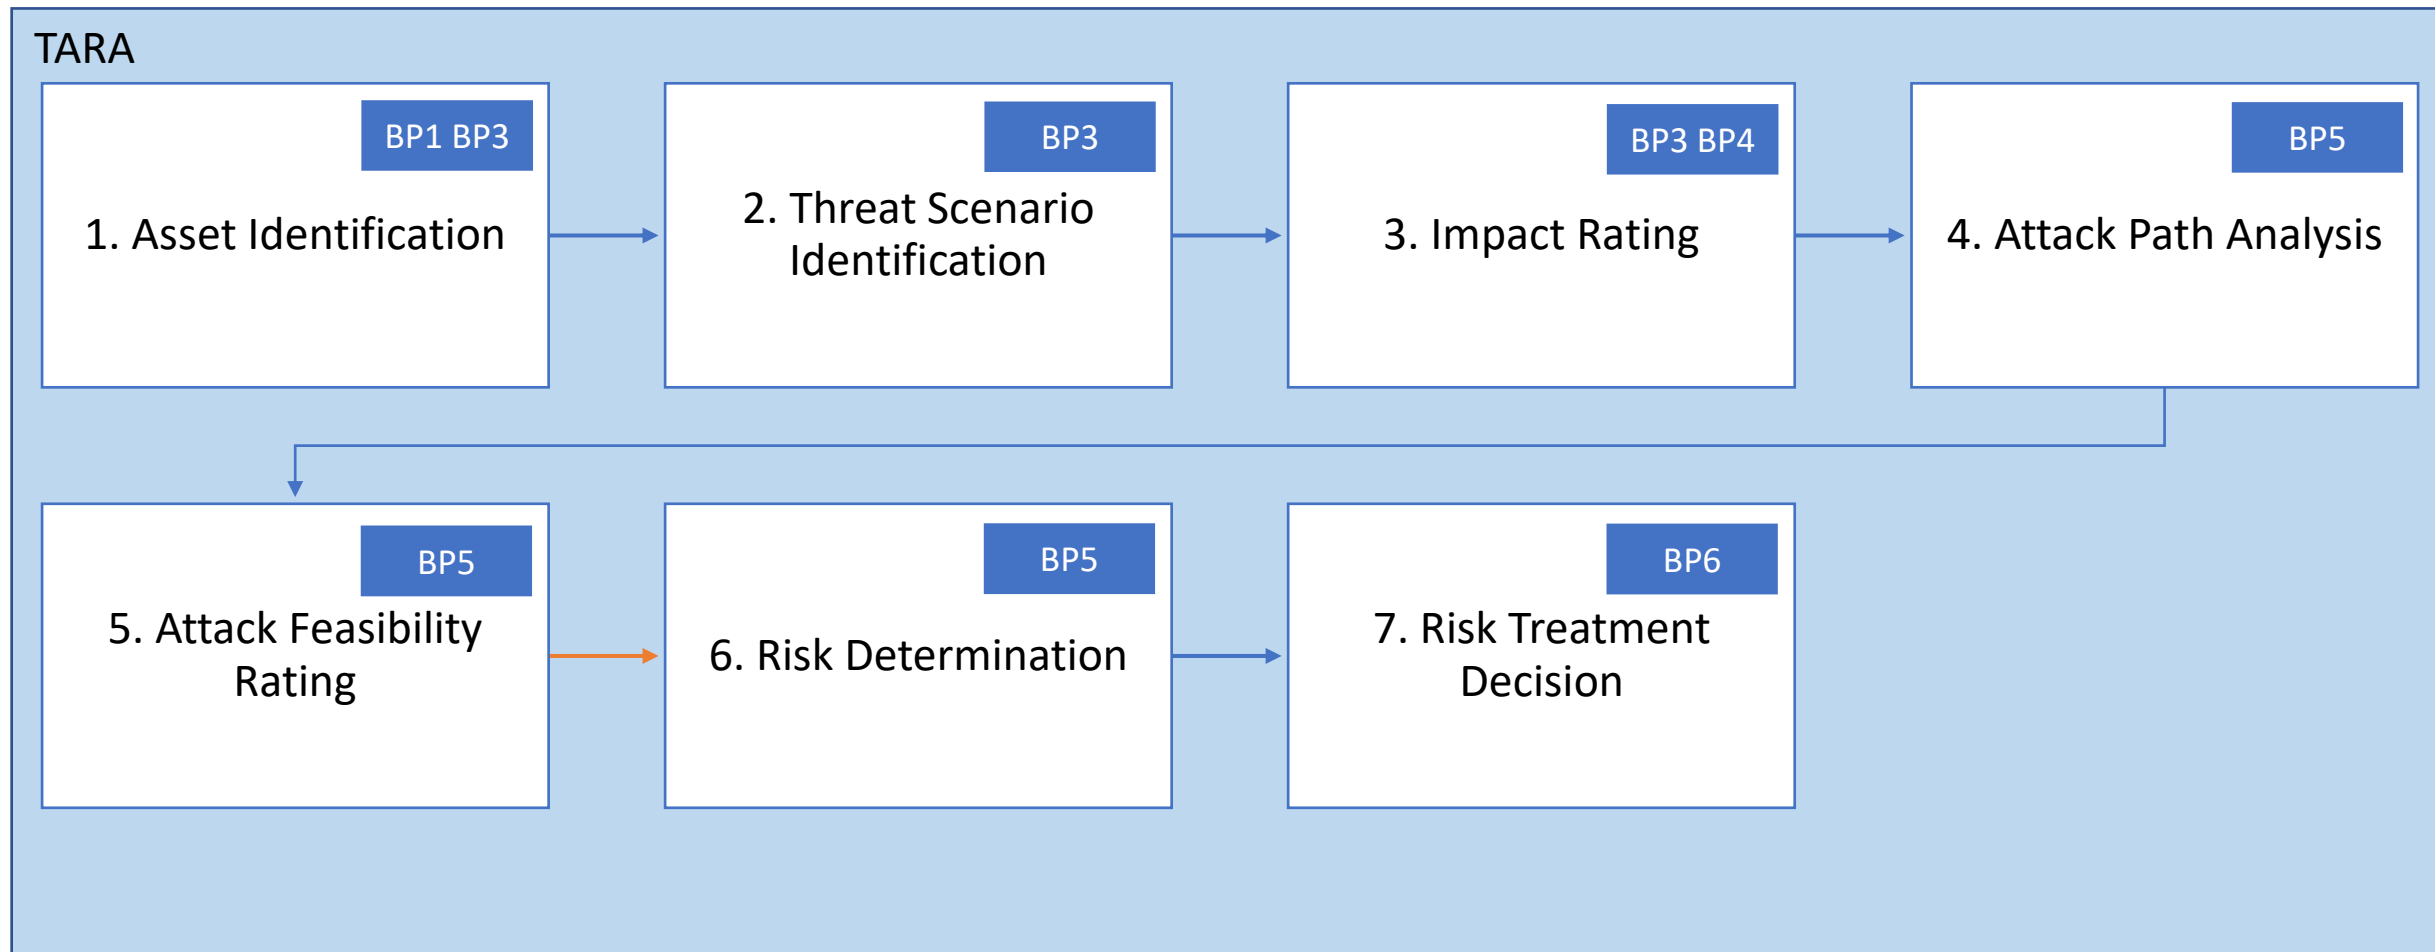 TARA
BP1 BP3
1. Asset Identification
BP3
2. Threat Scenario
Identification
BP3 BP4
3. Impact Rating
BP5
4. Attack Path Analysis
BP5
5. Attack Feasibility
Rating
BP5
6. Risk Determination
BP6
7. Risk Treatment
Decision